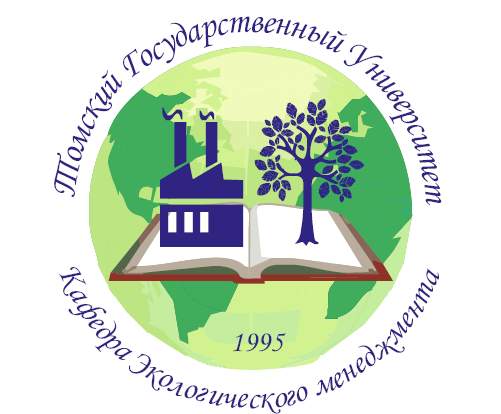 Томский Государственный Университет
1995
Кафедра Экологического менеджмента